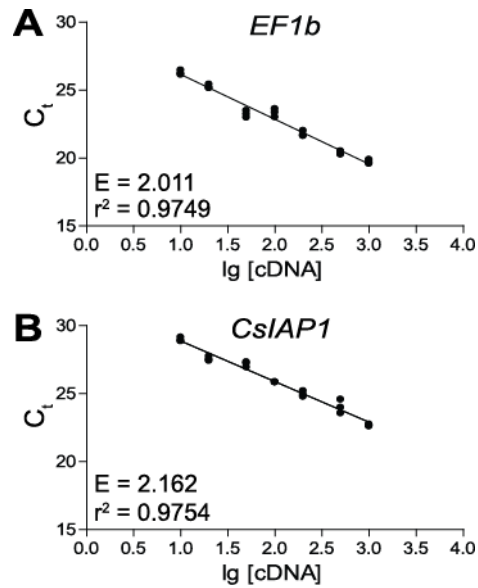 A
EF1b
30
25
20
15
Ct
E = 2.011
r² = 0.9749
0.0 0.5 1.0 1.5 2.0 2.5 3.0 3.5 4.0
lg [cDNA]
B
CsIAP1
30
25
20
15
Ct
E = 2.162
r² = 0.9754
0.0 0.5 1.0 1.5 2.0 2.5 3.0 3.5 4.0
lg [cDNA]